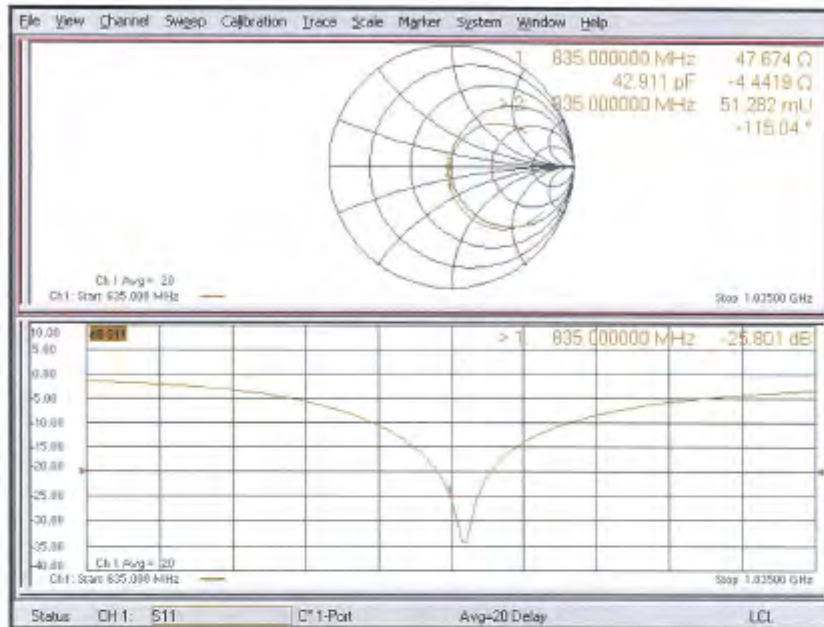 File View Channel Sweep Calibration Trace Scale Marker System Window Help
1 835.000000 MHz 47.674 Ω
42.911 pF -4.4419 Ω
> 2 835.000000 MHz 51.282 mU
-115.04 °
Ch 1 Avg = 20
Ch1: Start 635.000 MHz
Stop 1.03500 GHz
10.00
dB S11
> 1 835.000000 MHz -25.801 dB
5.00
0.00
-5.00
-10.00
-15.00
-20.00
-25.00
-30.00
-35.00
-40.00
Ch 1 Avg = 20
Ch1: Start 635.000 MHz
Stop 1.03500 GHz
Status CH 1: S11 C* 1-Port Avg=20 Delay LCL